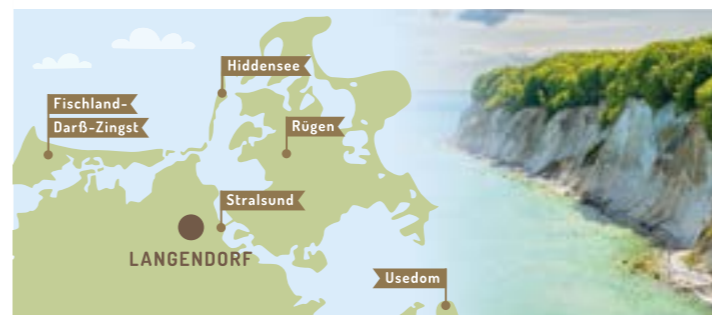 Hiddensee
Fischland-
Darß-Zingst
Rügen
Stralsund
LANGENDORF
Usedom